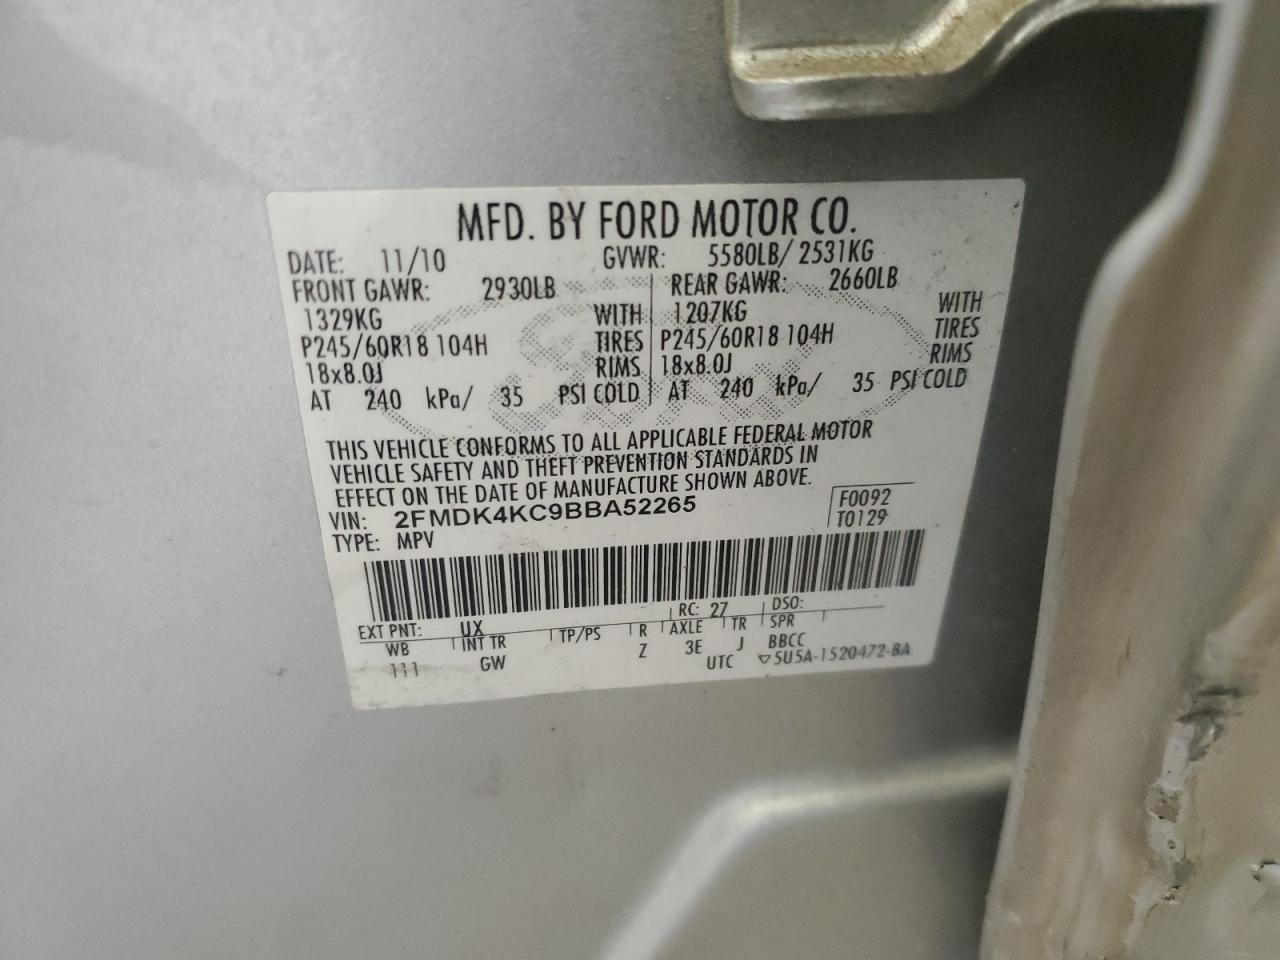 MFD. BY FORD MOTOR CO.
DATE: 11/10 GVWR: 5580LB/ 2531KG
FRONT GAWR: 2930LB REAR GAWR: 2660LB
1329KG WITH 1207KG WITH
P245/60R18 104H TIRES P245/60R18 104H TIRES
18x8.0J RIMS 18x8.0J RIMS
AT 240 kPa/ 35 PSI COLD AT 240 kPa/ 35 PSI COLD
THIS VEHICLE CONFORMS TO ALL APPLICABLE FEDERAL MOTOR
VEHICLE SAFETY AND THEFT PREVENTION STANDARDS IN
EFFECT ON THE DATE OF MANUFACTURE SHOWN ABOVE.
VIN: 2FMDK4KC9BBA52265 F0092
TYPE: MPV T0129
EXT PNT: UX RC: 27 DSO:
WB INT TR TP/PS R AXLE TR SPR
111 GW Z 3E J BBCC
UTC ▽5U5A-1520472-BA